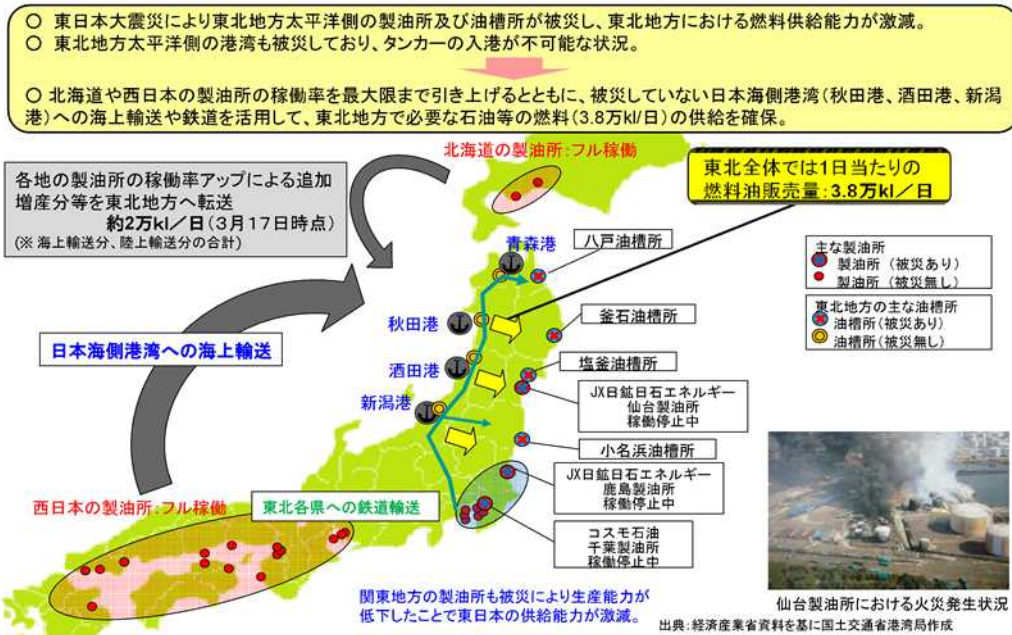 ○ 東日本大震災により東北地方太平洋側の製油所及び油槽所が被災し、東北地方における燃料供給能力が激減。
○ 東北地方太平洋側の港湾も被災しており、タンカーの入港が不可能な状況。
○ 北海道や西日本の製油所の稼働率を最大限まで引き上げるとともに、被災していない日本海側港湾(秋田港、酒田港、新潟
港)への海上輸送や鉄道を活用して、東北地方で必要な石油等の燃料(3.8万kl/日)の供給を確保。
北海道の製油所:フル稼働
東北全体では1日当たりの
燃料油販売量:3.8万kl/日
各地の製油所の稼働率アップによる追加
増産分等を東北地方へ転送
約2万kl/日(3月17日時点)
(※ 海上輸送分、陸上輸送分の合計)
青森港
八戸油槽所
主な製油所
製油所 (被災あり)
製油所 (被災無し)
東北地方の主な油槽所
油槽所(被災あり)
油槽所(被災無し)
秋田港
釜石油槽所
日本海側港湾への海上輸送
酒田港
塩釜油槽所
JX日鉱日石エネルギー
仙台製油所
稼働停止中
新潟港
小名浜油槽所
JX日鉱日石エネルギー
鹿島製油所
稼働停止中
西日本の製油所:フル稼働
東北各県への鉄道輸送
コスモ石油
千葉製油所
稼働停止中
関東地方の製油所も被災により生産能力が
低下したことで東日本の供給能力が激減。
仙台製油所における火災発生状況
出典:経済産業省資料を基に国土交通省港湾局作成